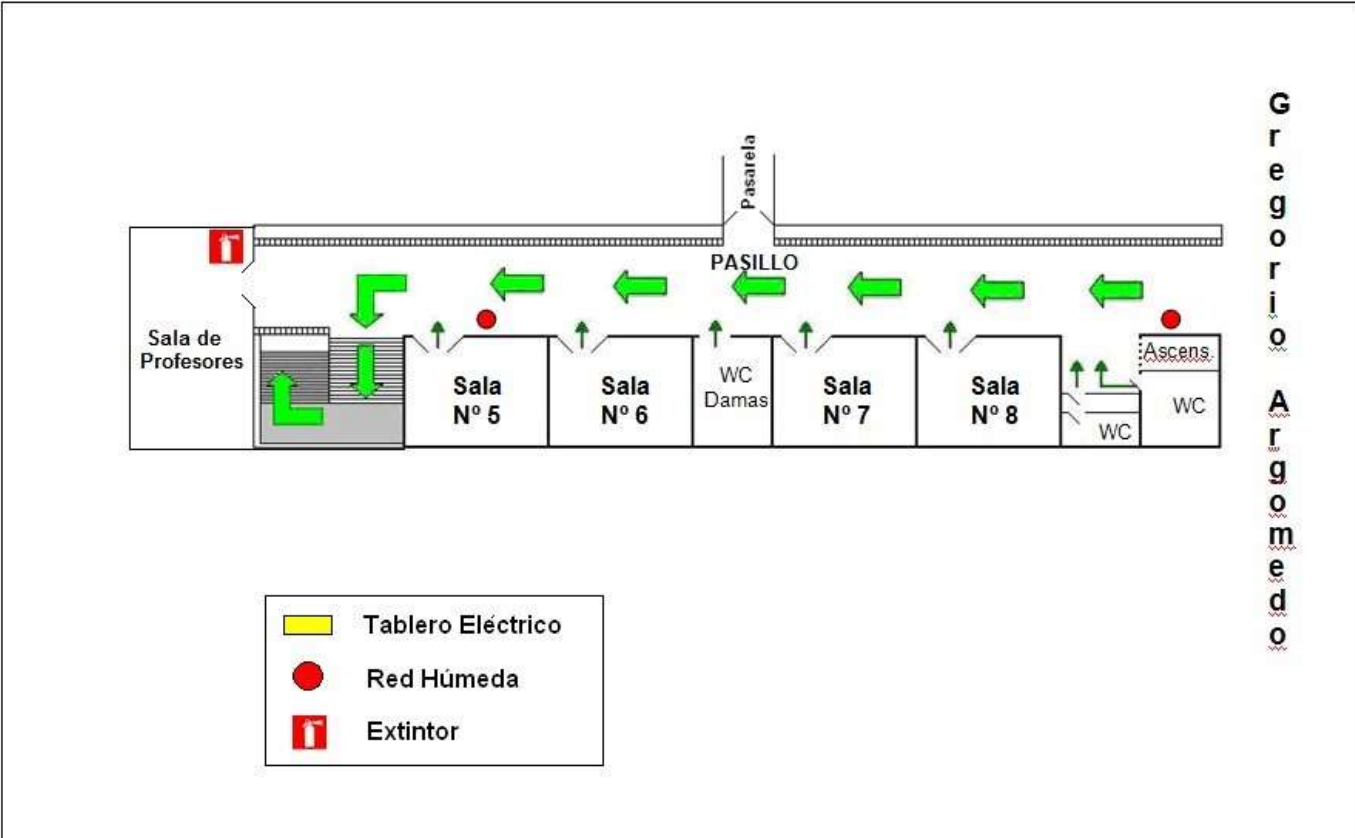 Pasarela
PASILLO
Sala de
Profesores
Sala
Nº 5
Sala
Nº 6
WC
Damas
Sala
Nº 7
Sala
Nº 8
WC
Ascens.
WC
Gregorio Argomedo
Tablero Eléctrico
Red Húmeda
Extintor